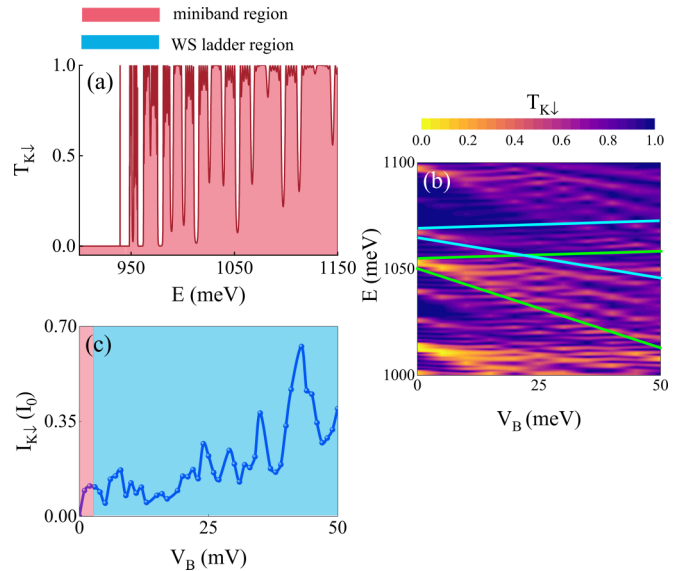 miniband region
WS ladder region
(a)
1.0
0.5
0.0
T_K↓
950
1050
1150
E (meV)
T_K↓
0.0 0.2 0.4 0.6 0.8 1.0
(b)
1100
1050
1000
E (meV)
0
25
50
V_B (meV)
(c)
0.70
0.35
0.00
I_K↓(I_0)
0
25
50
V_B (mV)